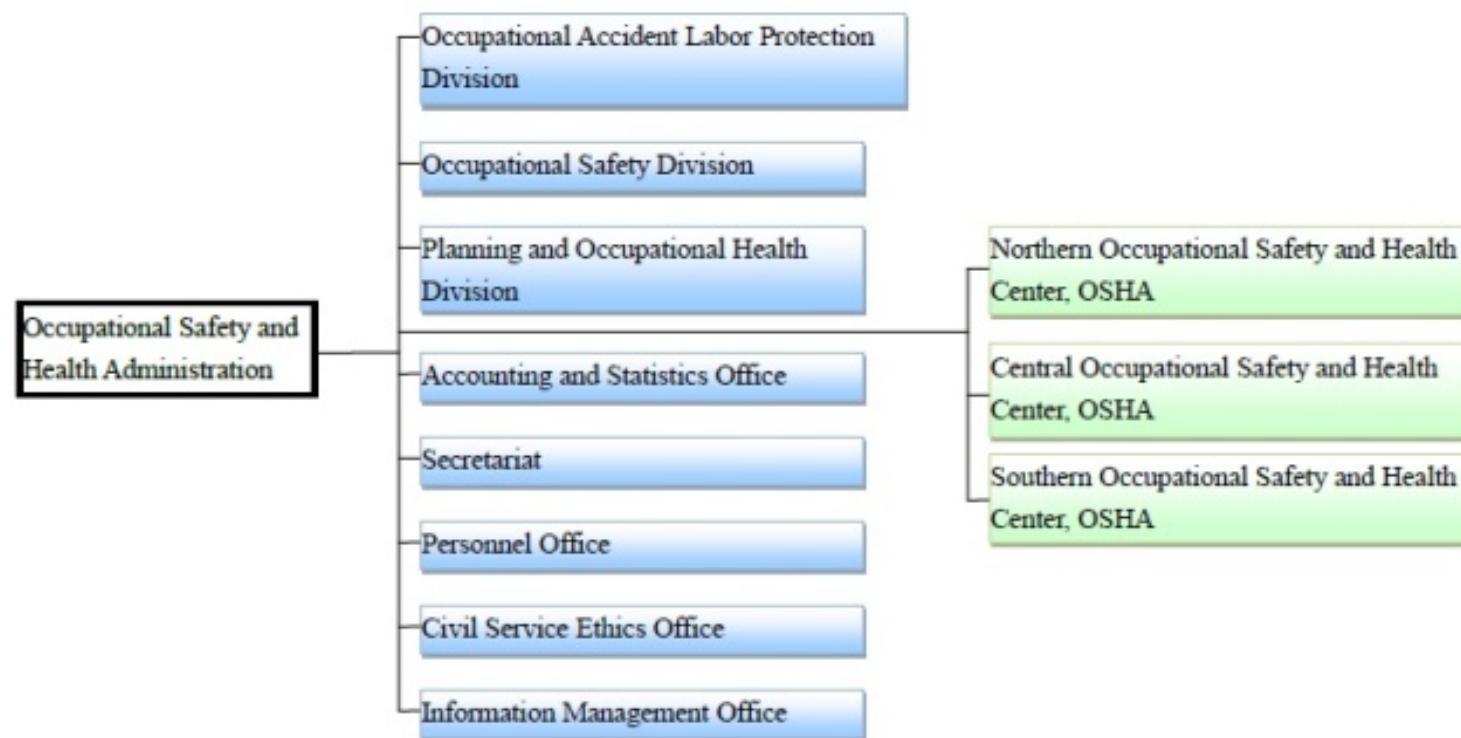 Occupational Safety and
Health Administration
Occupational Accident Labor Protection
Division
Occupational Safety Division
Planning and Occupational Health
Division
Accounting and Statistics Office
Secretariat
Personnel Office
Civil Service Ethics Office
Information Management Office
Northern Occupational Safety and Health
Center, OSHA
Central Occupational Safety and Health
Center, OSHA
Southern Occupational Safety and Health
Center, OSHA